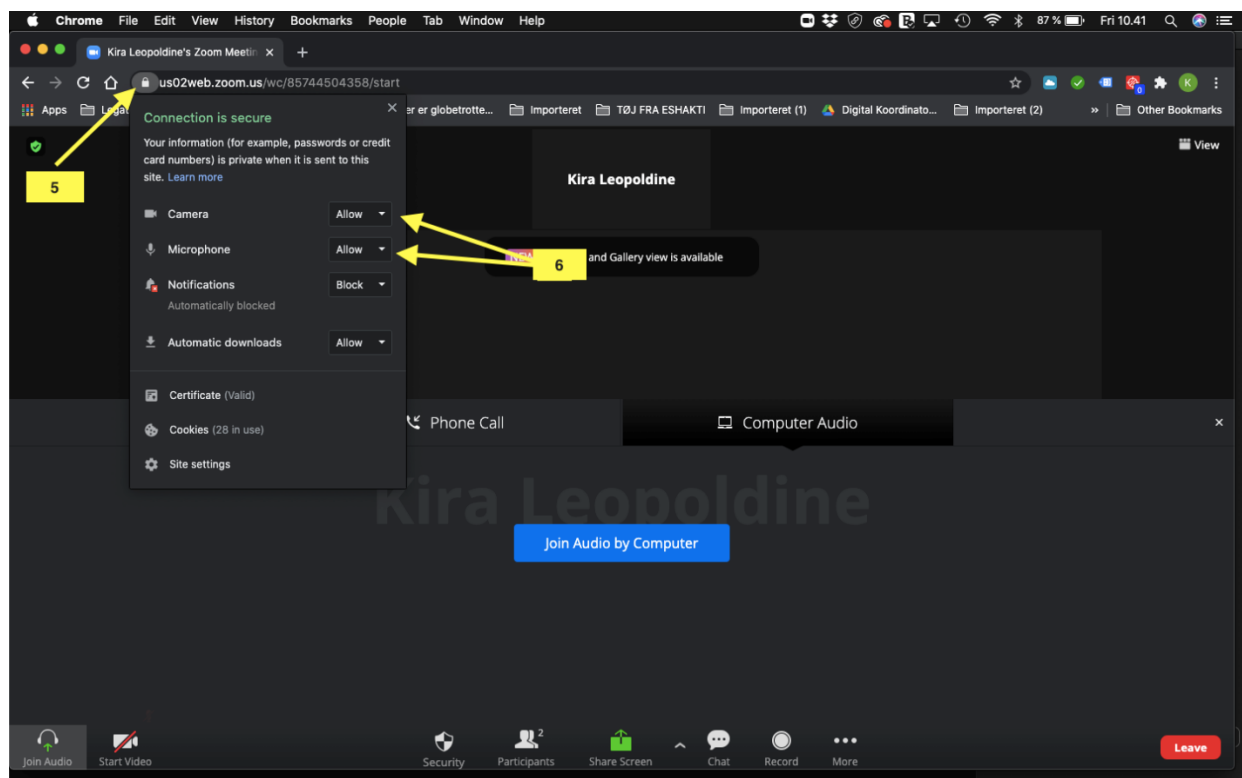 Chrome File Edit View History Bookmarks People Tab Window Help 87 % Fri 10.41
Kira Leopoldine's Zoom Meetin
us02web.zoom.us/wc/85744504358/start
Apps er er globetrotte... Importeret TØJ FRA ESHAKTI Importeret (1) Digital Koordinato... Importeret (2) » Other Bookmarks
Connection is secure
Your information (for example, passwords or credit
card numbers) is private when it is sent to this
site. Learn more
5
Camera Allow
Microphone Allow
Notifications Block
Automatically blocked
Automatic downloads Allow
Certificate (Valid)
Cookies (28 in use)
Site settings
View
Kira Leopoldine
6
and Gallery view is available
Phone Call
Computer Audio
Kira Leopoldine
Join Audio by Computer
Join Audio
Start Video
Security
Participants 2
Share Screen
Chat
Record
More
Leave